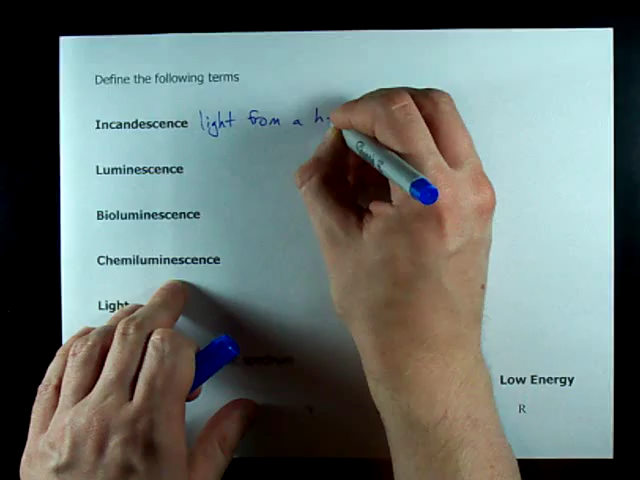 Define the following terms
Incandescence light from a h
Luminescence
Bioluminescence
Chemiluminescence
Light
Low Energy
R